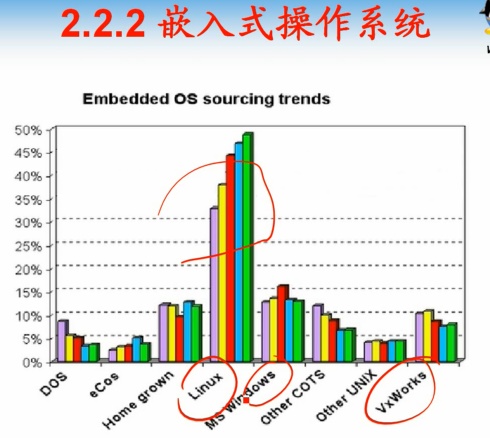 2.2.2 嵌入式操作系统
Embedded OS sourcing trends
50%
45%
40%
35%
30%
25%
20%
15%
10%
5%
0%
DOS
eCos
Home grown
Linux
MS Windows
Other COTS
Other UNIX
VxWorks